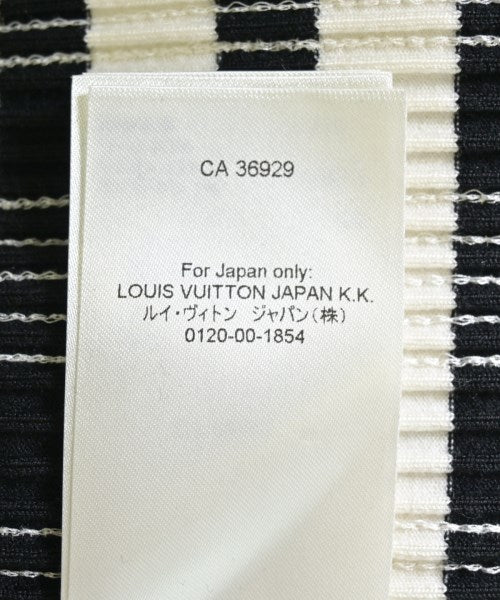 CA 36929
For Japan only:
LOUIS VUITTON JAPAN K.K.
ルイ・ヴィトン　ジャパン(株)
0120-00-1854